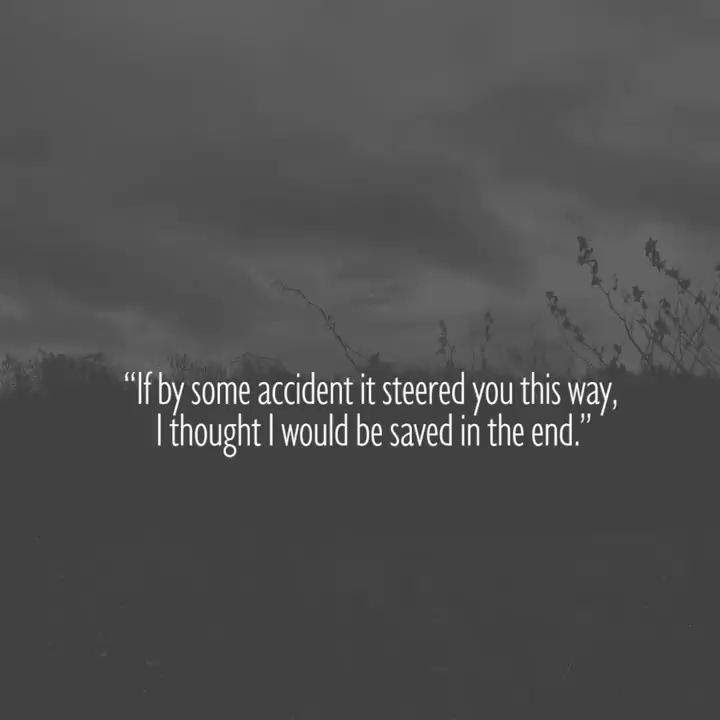 “If by some accident it steered you this way,
I thought I would be saved in the end.”